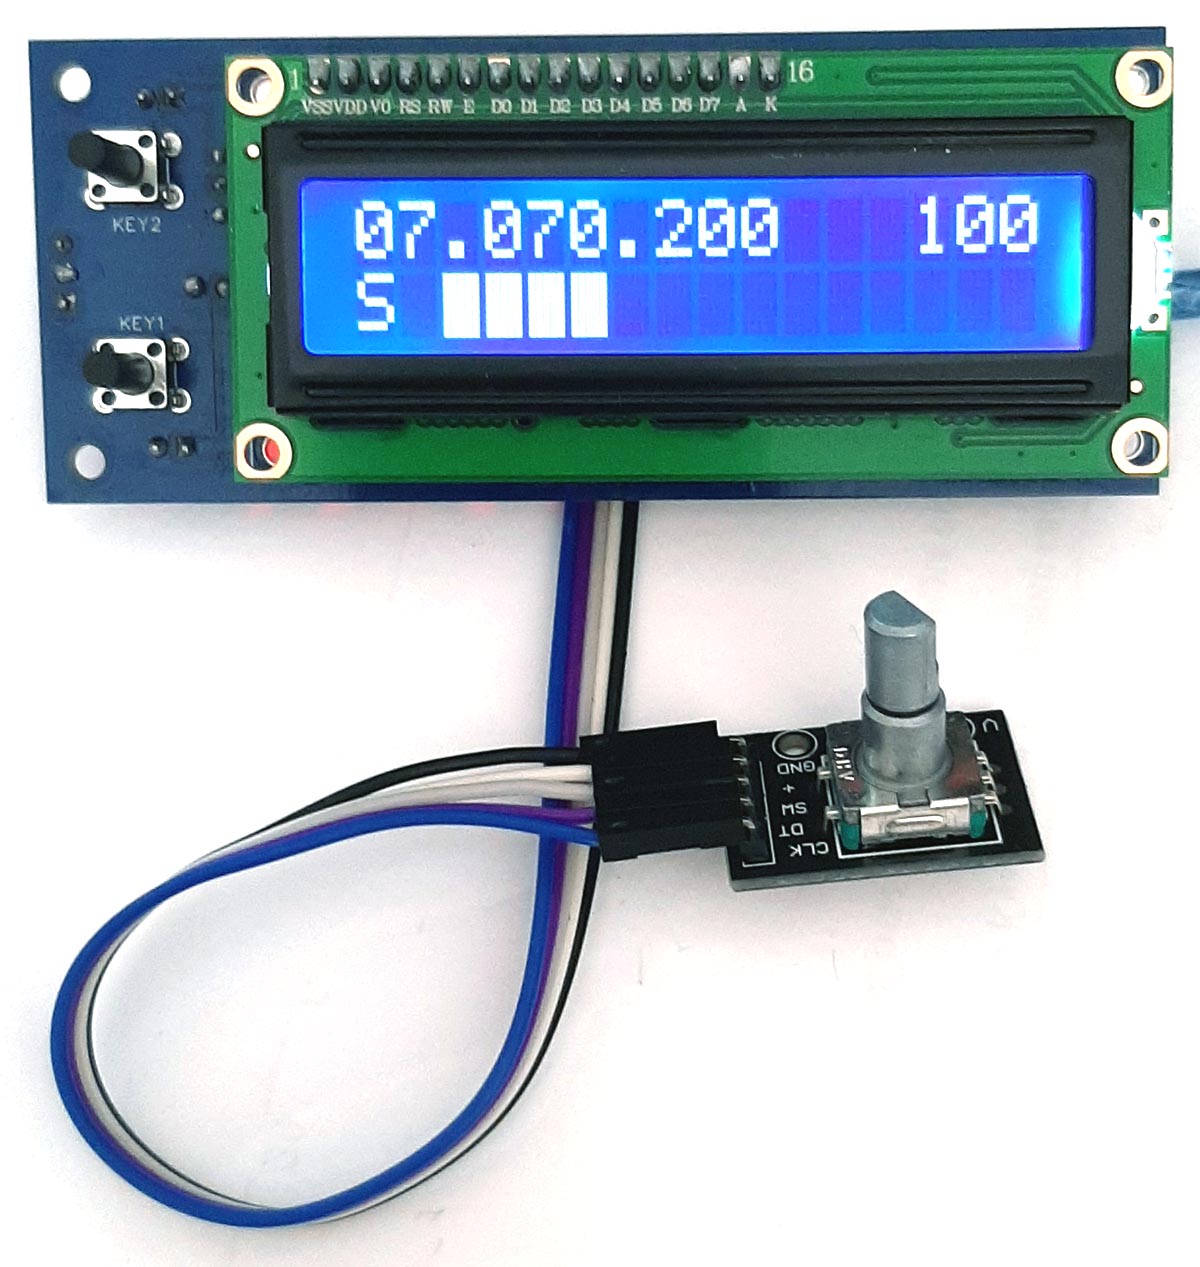 1 16
VSS VDD V0 RS RW E D0 D1 D2 D3 D4 D5 D6 D7 A K
KEY2
07.070.200 100
S
KEY1
GND
+
SW
DT
CLK